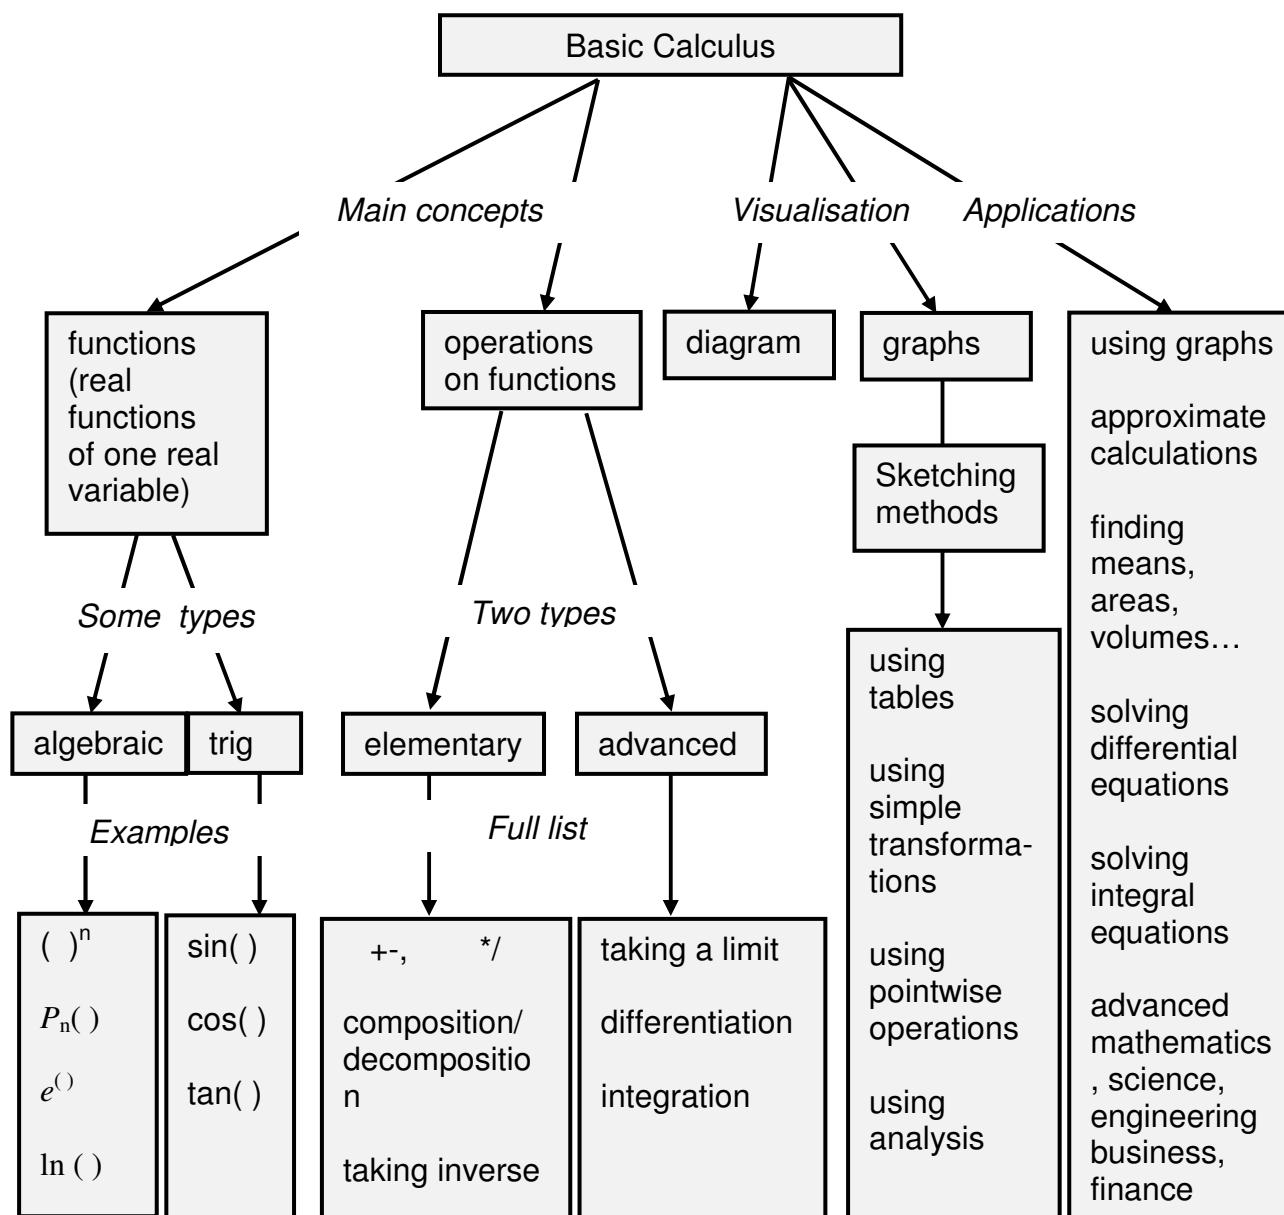 Basic Calculus
Main concepts
Visualisation
Applications
functions
(real
functions
of one real
variable)
operations
on functions
diagram
graphs
using graphs
approximate
calculations
finding
means,
areas,
volumes…
solving
differential
equations
solving
integral
equations
advanced
mathematics
, science,
engineering
business,
finance
Sketching
methods
using
tables
using
simple
transforma-
tions
using
pointwise
operations
using
analysis
Some types
Two types
algebraic
trig
elementary
advanced
Examples
Full list
( )ⁿ
Pₙ( )
e⁽ ⁾
ln ( )
sin( )
cos( )
tan( )
+-, */
composition/
decompositio
n
taking inverse
taking a limit
differentiation
integration